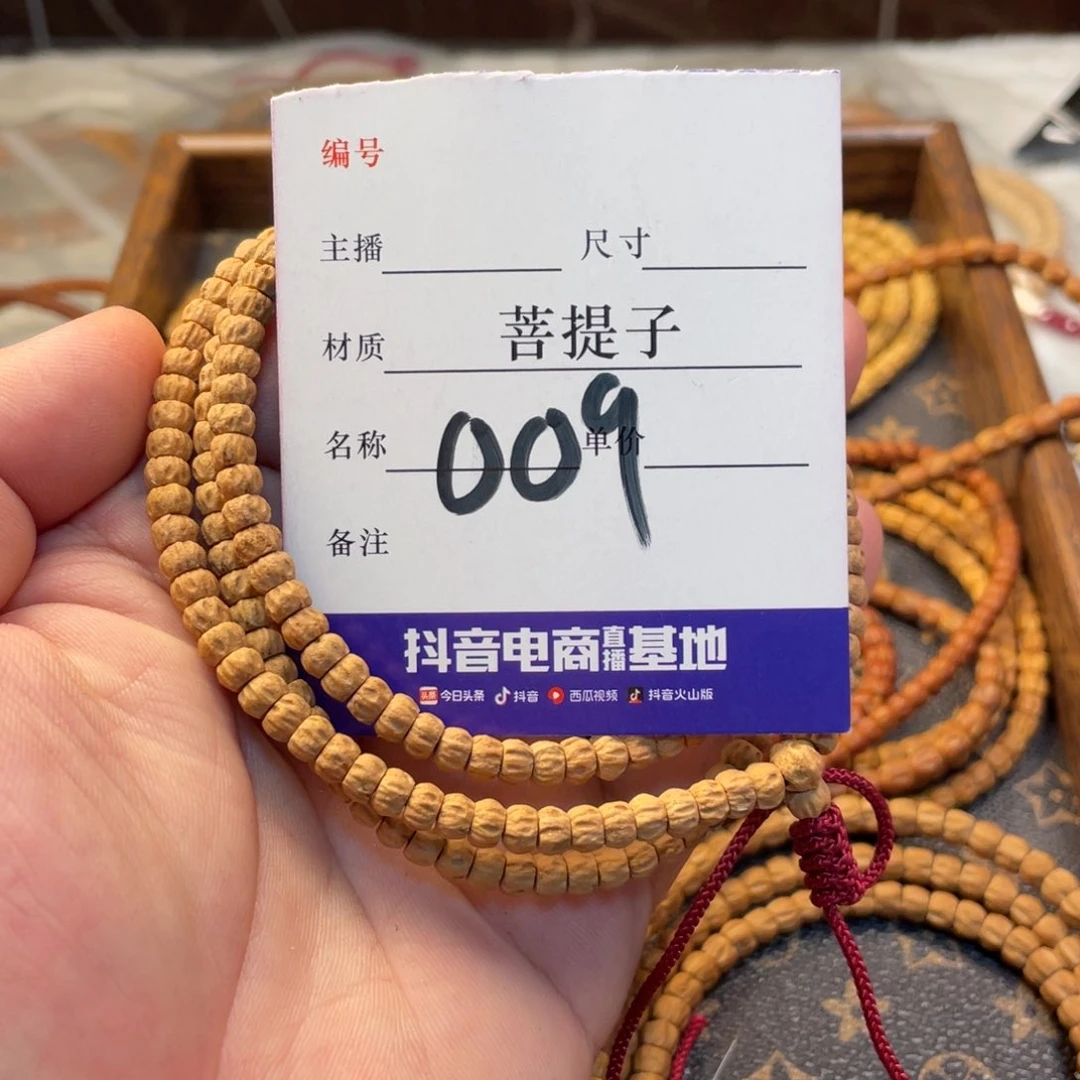 编号
主播 尺寸
材质 菩提子
名称 009 单价
备注
抖音电商直播基地
头条 今日头条 抖音 西瓜视频 抖音火山版